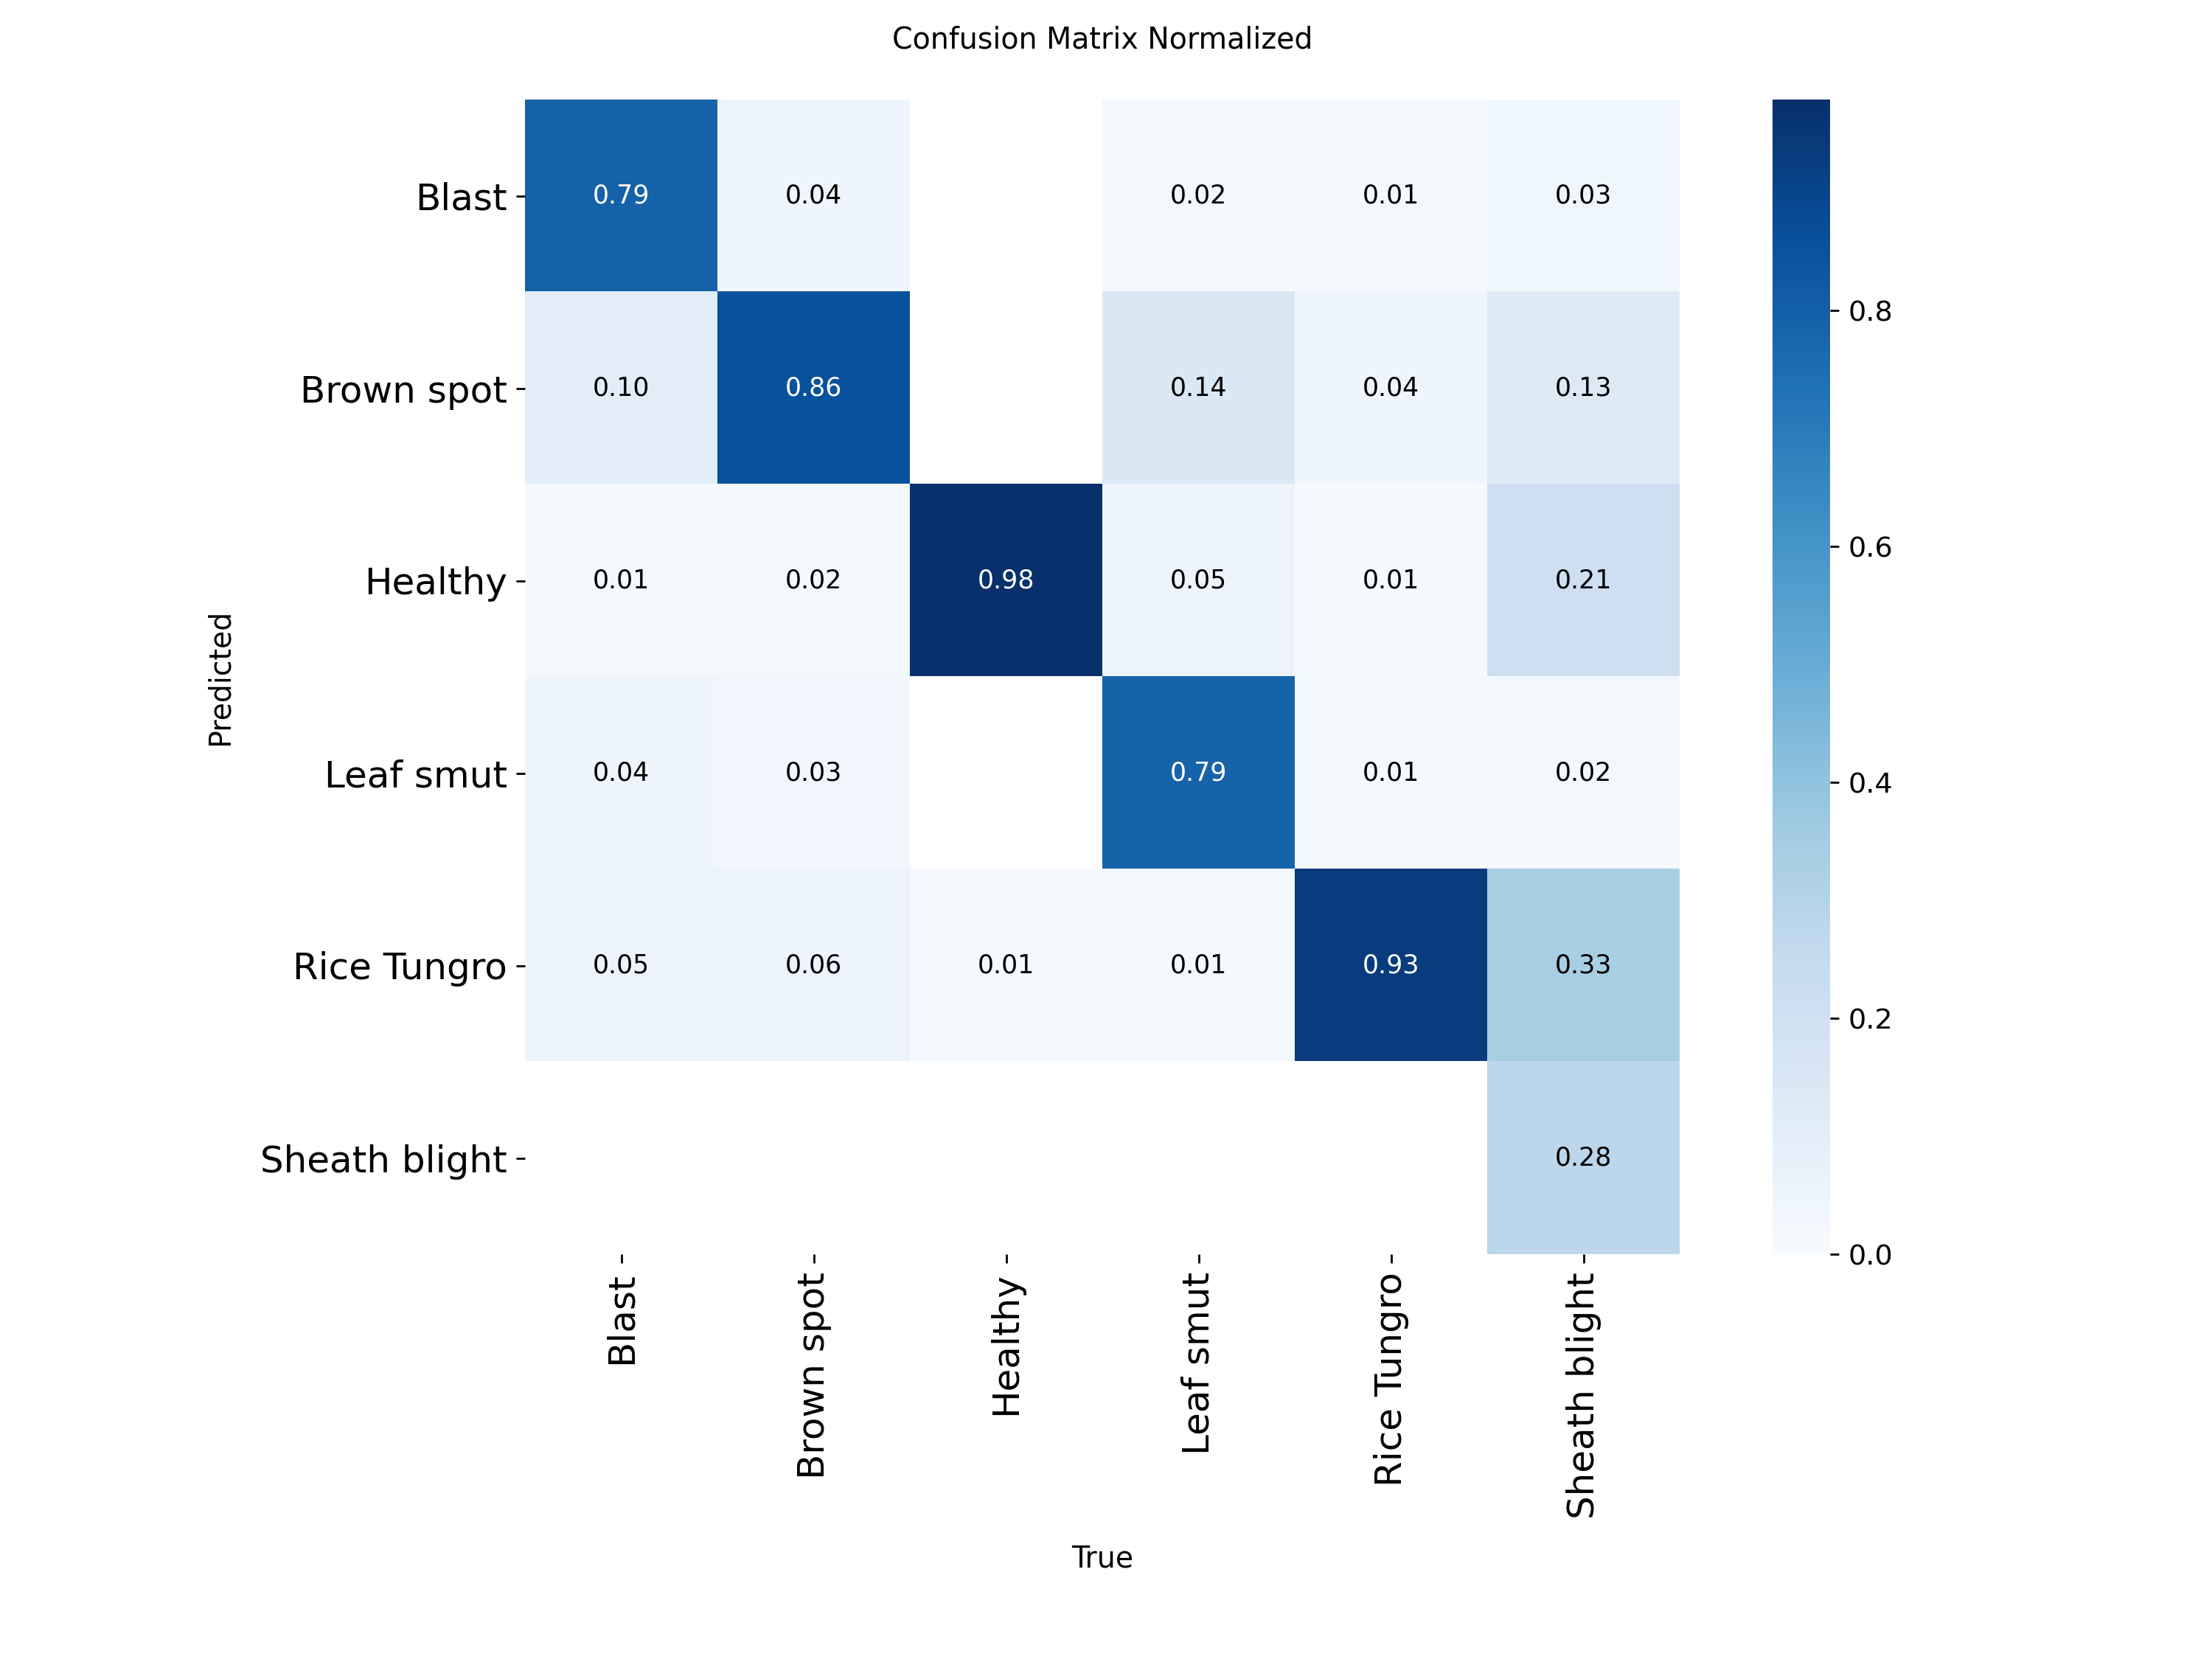 Confusion Matrix Normalized
Blast 0.79 0.04 0.02 0.01 0.03
Brown spot 0.10 0.86 0.14 0.04 0.13
Healthy 0.01 0.02 0.98 0.05 0.01 0.21
Leaf smut 0.04 0.03 0.79 0.01 0.02
Rice Tungro 0.05 0.06 0.01 0.01 0.93 0.33
Sheath blight 0.28
Predicted
Blast Brown spot Healthy Leaf smut Rice Tungro Sheath blight
True
0.8
0.6
0.4
0.2
0.0